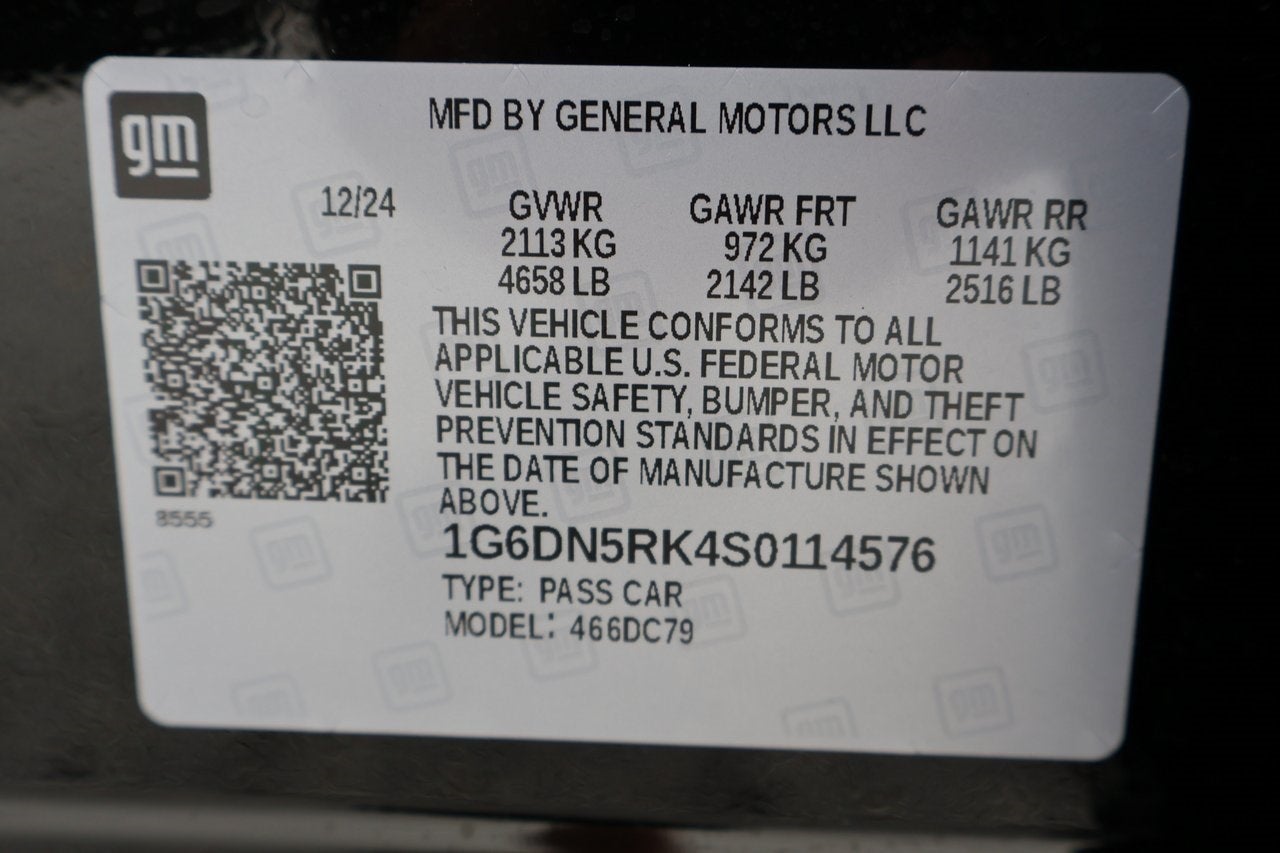 gm
MFD BY GENERAL MOTORS LLC
12/24
GVWR GAWR FRT GAWR RR
2113 KG 972 KG 1141 KG
4658 LB 2142 LB 2516 LB
THIS VEHICLE CONFORMS TO ALL
APPLICABLE U.S. FEDERAL MOTOR
VEHICLE SAFETY, BUMPER, AND THEFT
PREVENTION STANDARDS IN EFFECT ON
THE DATE OF MANUFACTURE SHOWN
ABOVE.
8555
1G6DN5RK4S0114576
TYPE: PASS CAR
MODEL: 466DC79